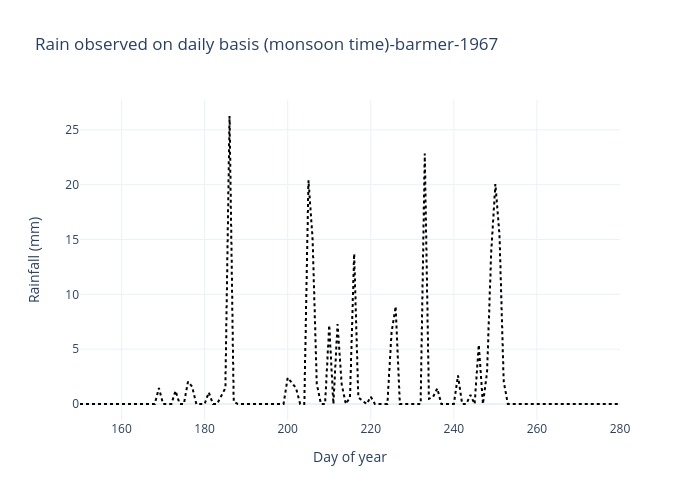 Rain observed on daily basis (monsoon time)-barmer-1967
25
20
15
10
5
0
Rainfall (mm)
160 180 200 220 240 260 280
Day of year